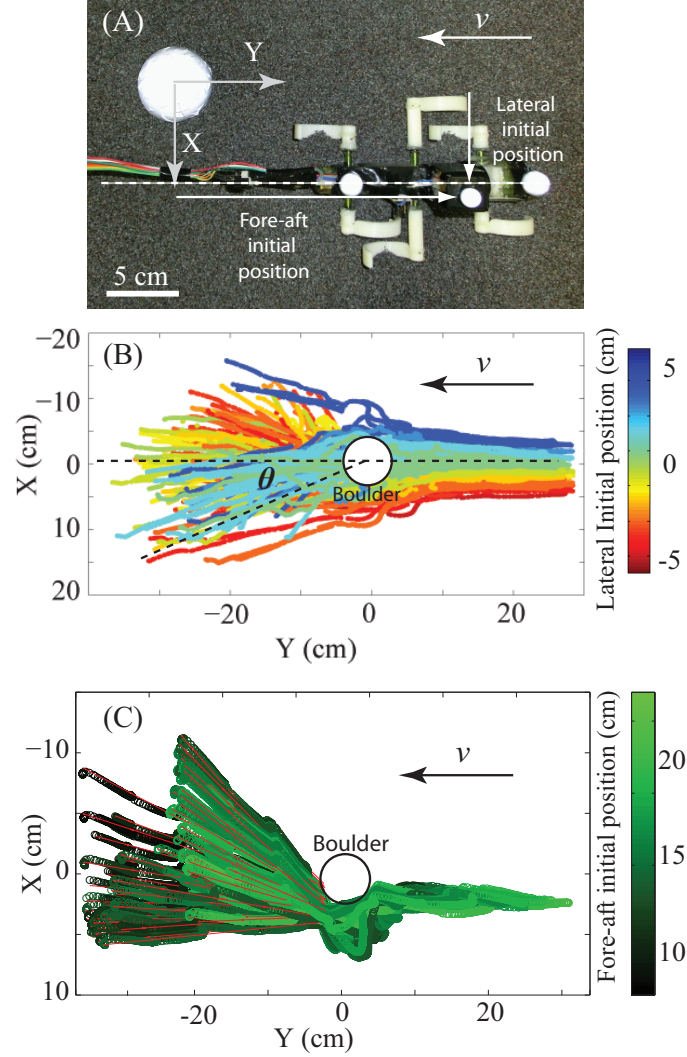 (A)
v
Y
X
Lateral
initial
position
Fore-aft
initial
position
5 cm
(B)
v
θ
Boulder
−20
−10
0
10
20
X (cm)
−20
0
20
Y (cm)
Lateral Initial position (cm)
5
0
-5
(C)
v
Boulder
−10
0
10
X (cm)
-20
0
20
Y (cm)
Fore-aft initial position (cm)
20
15
10